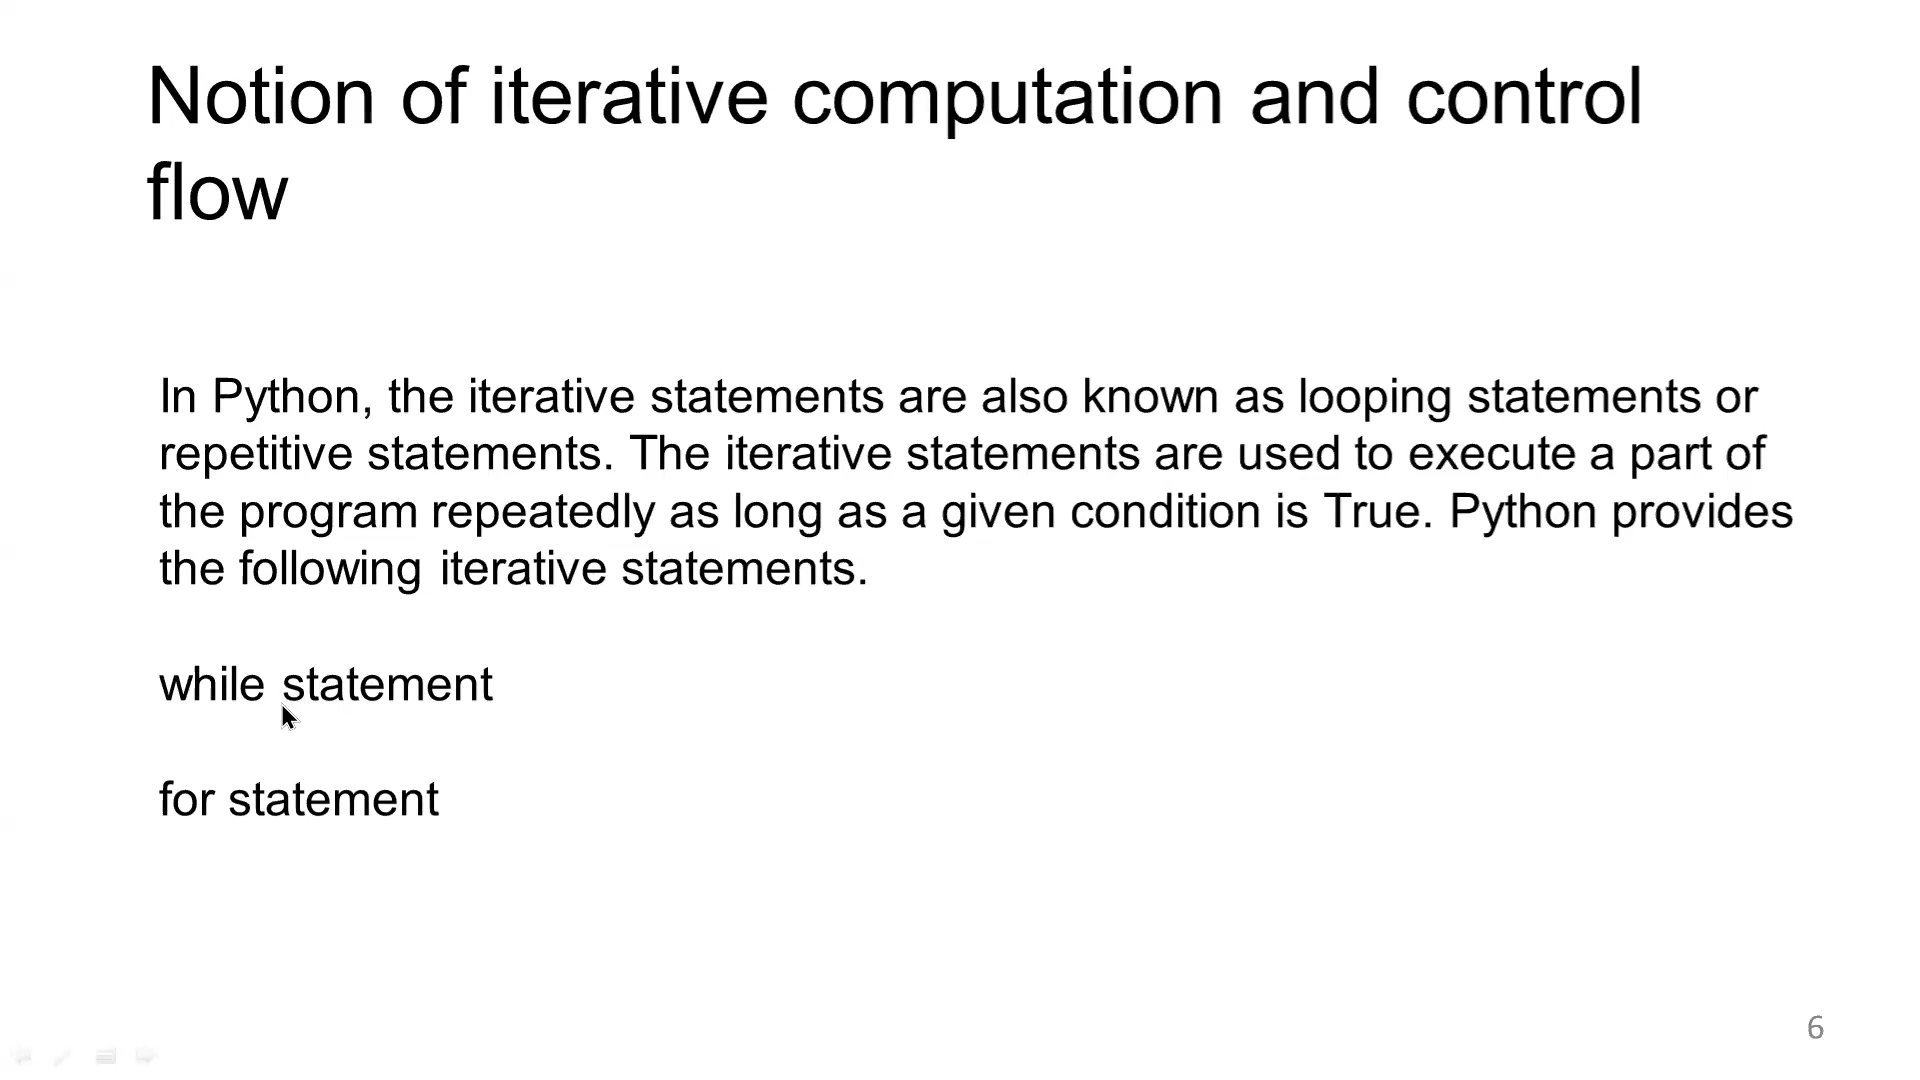 Notion of iterative computation and control
flow
In Python, the iterative statements are also known as looping statements or
repetitive statements. The iterative statements are used to execute a part of
the program repeatedly as long as a given condition is True. Python provides
the following iterative statements.
while statement
for statement
6